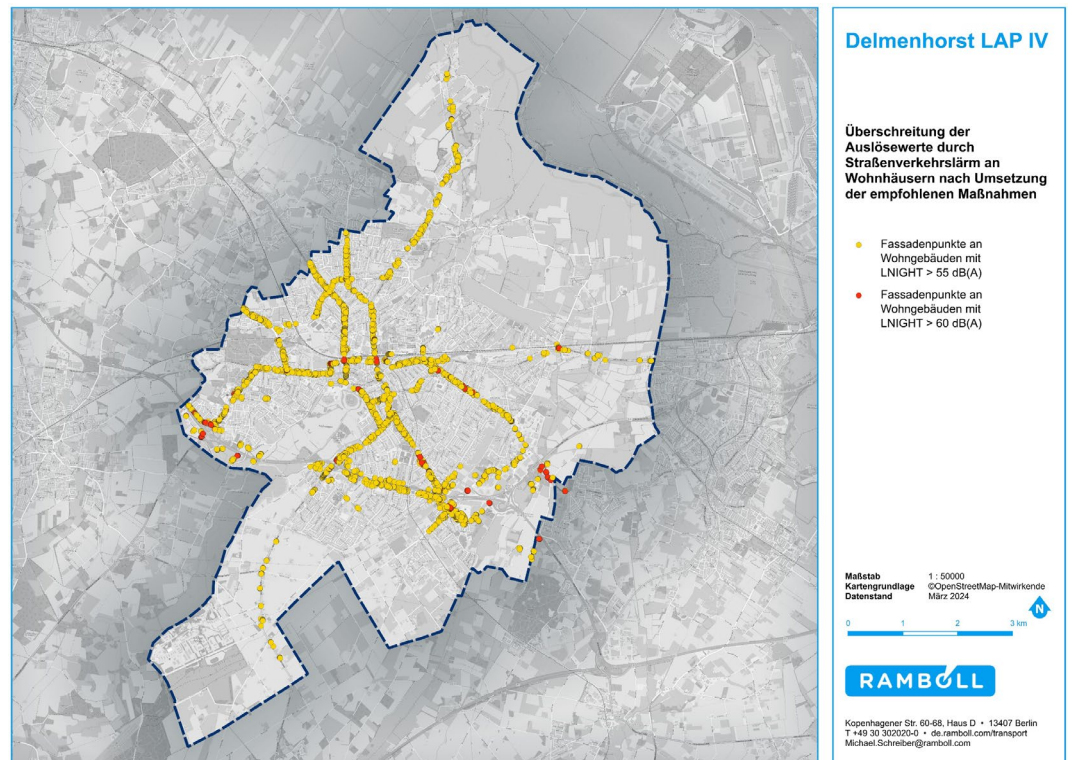 Delmenhorst LAP IV
Überschreitung der
Auslösewerte durch
Straßenverkehrslärm an
Wohnhäusern nach Umsetzung
der empfohlenen Maßnahmen
Fassadenpunkte an
Wohngebäuden mit
LNIGHT > 55 dB(A)
Fassadenpunkte an
Wohngebäuden mit
LNIGHT > 60 dB(A)
Maßstab 1 : 50000
Kartengrundlage ©OpenStreetMap-Mitwirkende
Datenstand März 2024
N
0 1 2 3 km
RAMBOLL
Kopenhagener Str. 60-68, Haus D • 13407 Berlin
T +49 30 302020-0 • de.ramboll.com/transport
Michael.Schreiber@ramboll.com